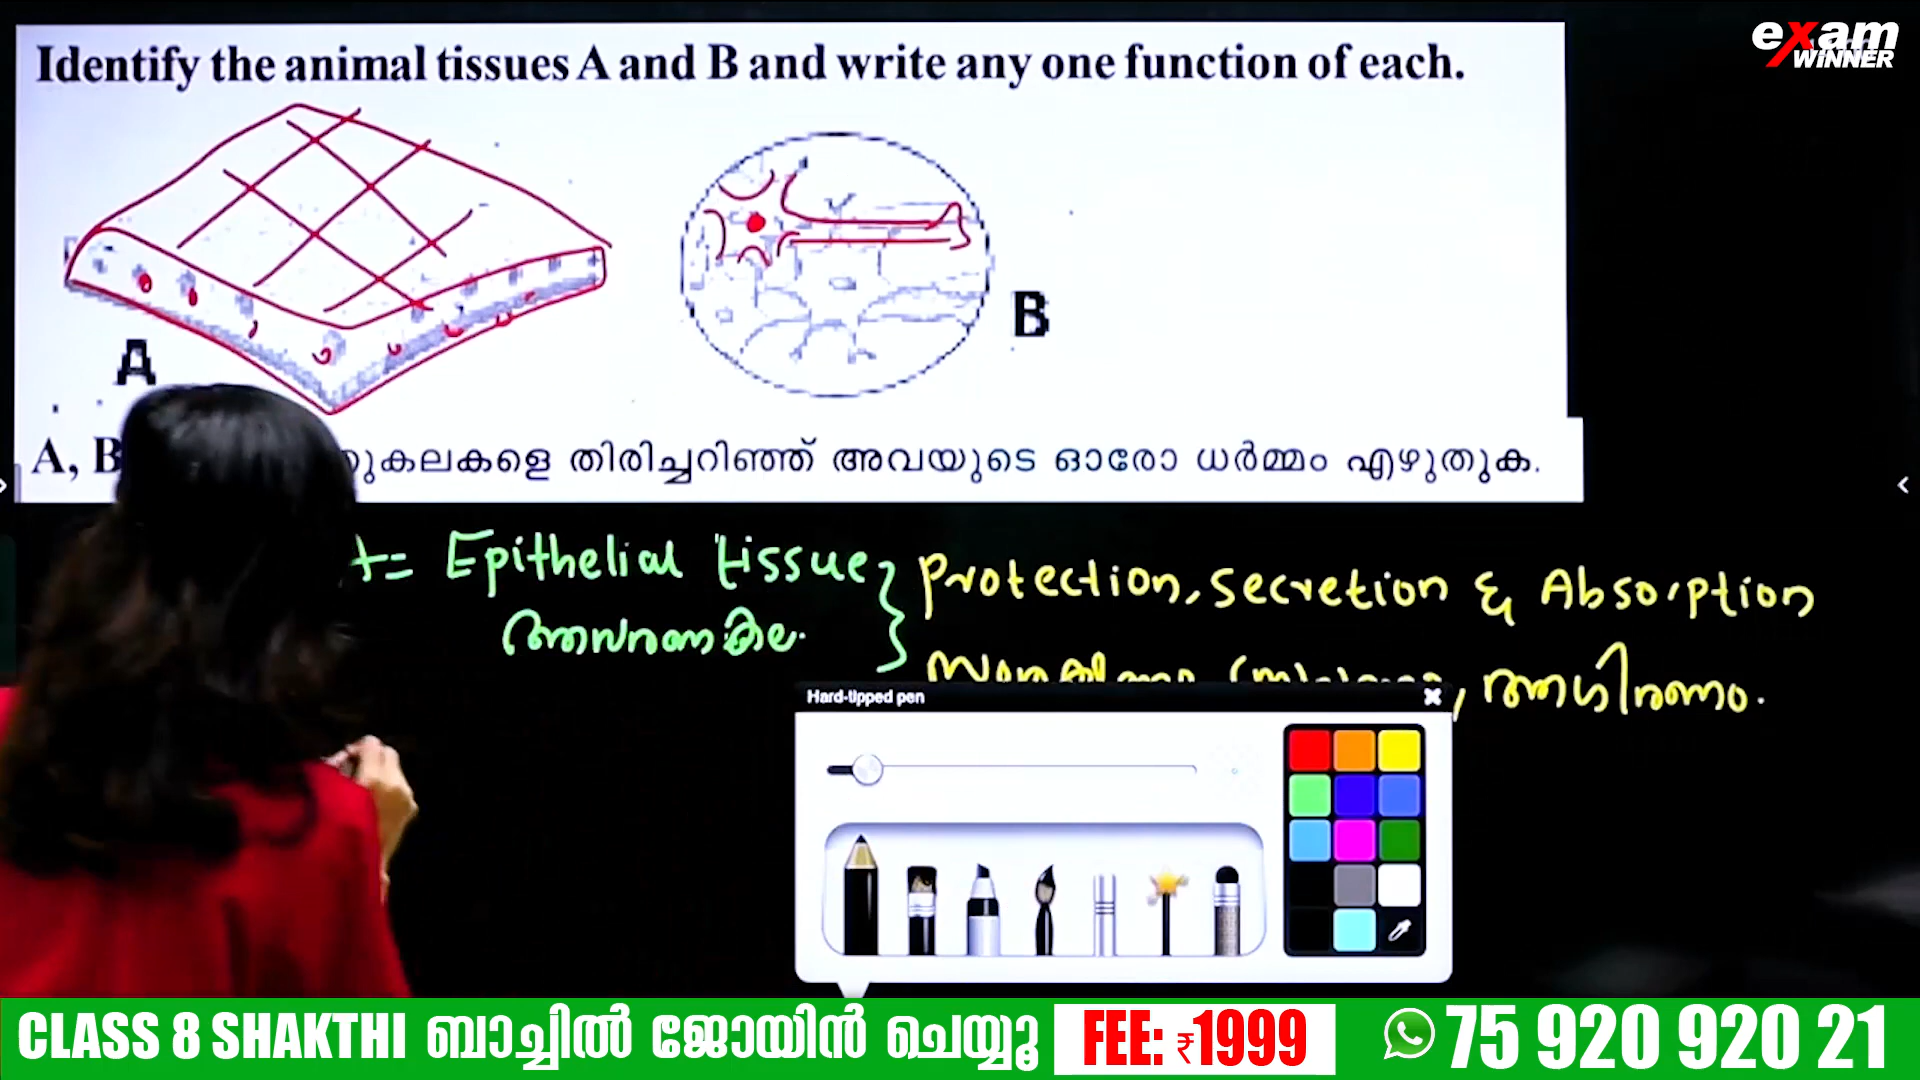 exam
WINNER
Identify the animal tissues A and B and write any one function of each.
A
B
A, B
കലകളെ തിരിച്ചറിഞ്ഞ് അവയുടെ ഓരോ ധർമ്മം എഴുതുക.
= Epithelial tissue
ആവരണകല.
Protection, secretion & Absorption
, ആഗിരണം.
Hard-tipped pen
CLASS 8 SHAKTHI ബാച്ചിൽ ജോയിൻ ചെയ്യൂ
FEE: ₹1999
75 920 920 21